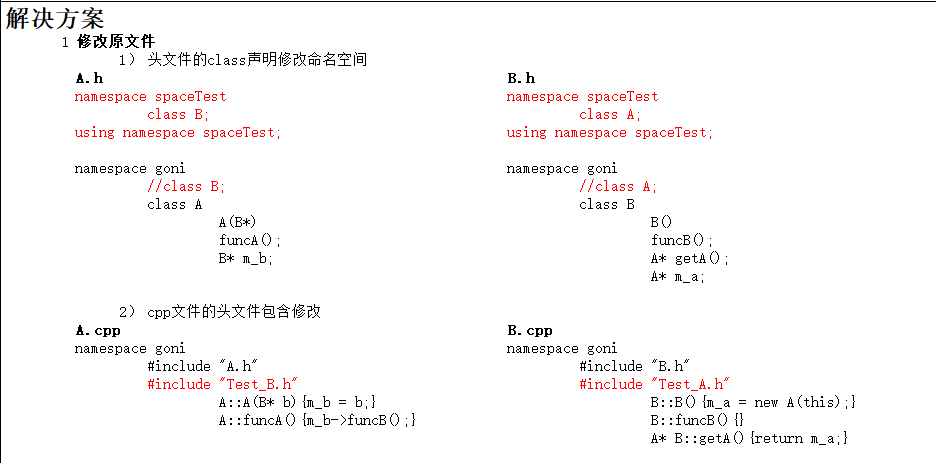 解决方案
1 修改原文件
1） 头文件的class声明修改命名空间
A.h
namespace spaceTest
class B;
using namespace spaceTest;
namespace goni
//class B;
class A
A(B*)
funcA();
B* m_b;
B.h
namespace spaceTest
class A;
using namespace spaceTest;
namespace goni
//class A;
class B
B()
funcB();
A* getA();
A* m_a;
2） cpp文件的头文件包含修改
A.cpp
namespace goni
#include "A.h"
#include "Test_B.h"
A::A(B* b){m_b = b;}
A::funcA(){m_b->funcB();}
B.cpp
namespace goni
#include "B.h"
#include "Test_A.h"
B::B(){m_a = new A(this);}
B::funcB(){}
A* B::getA(){return m_a;}